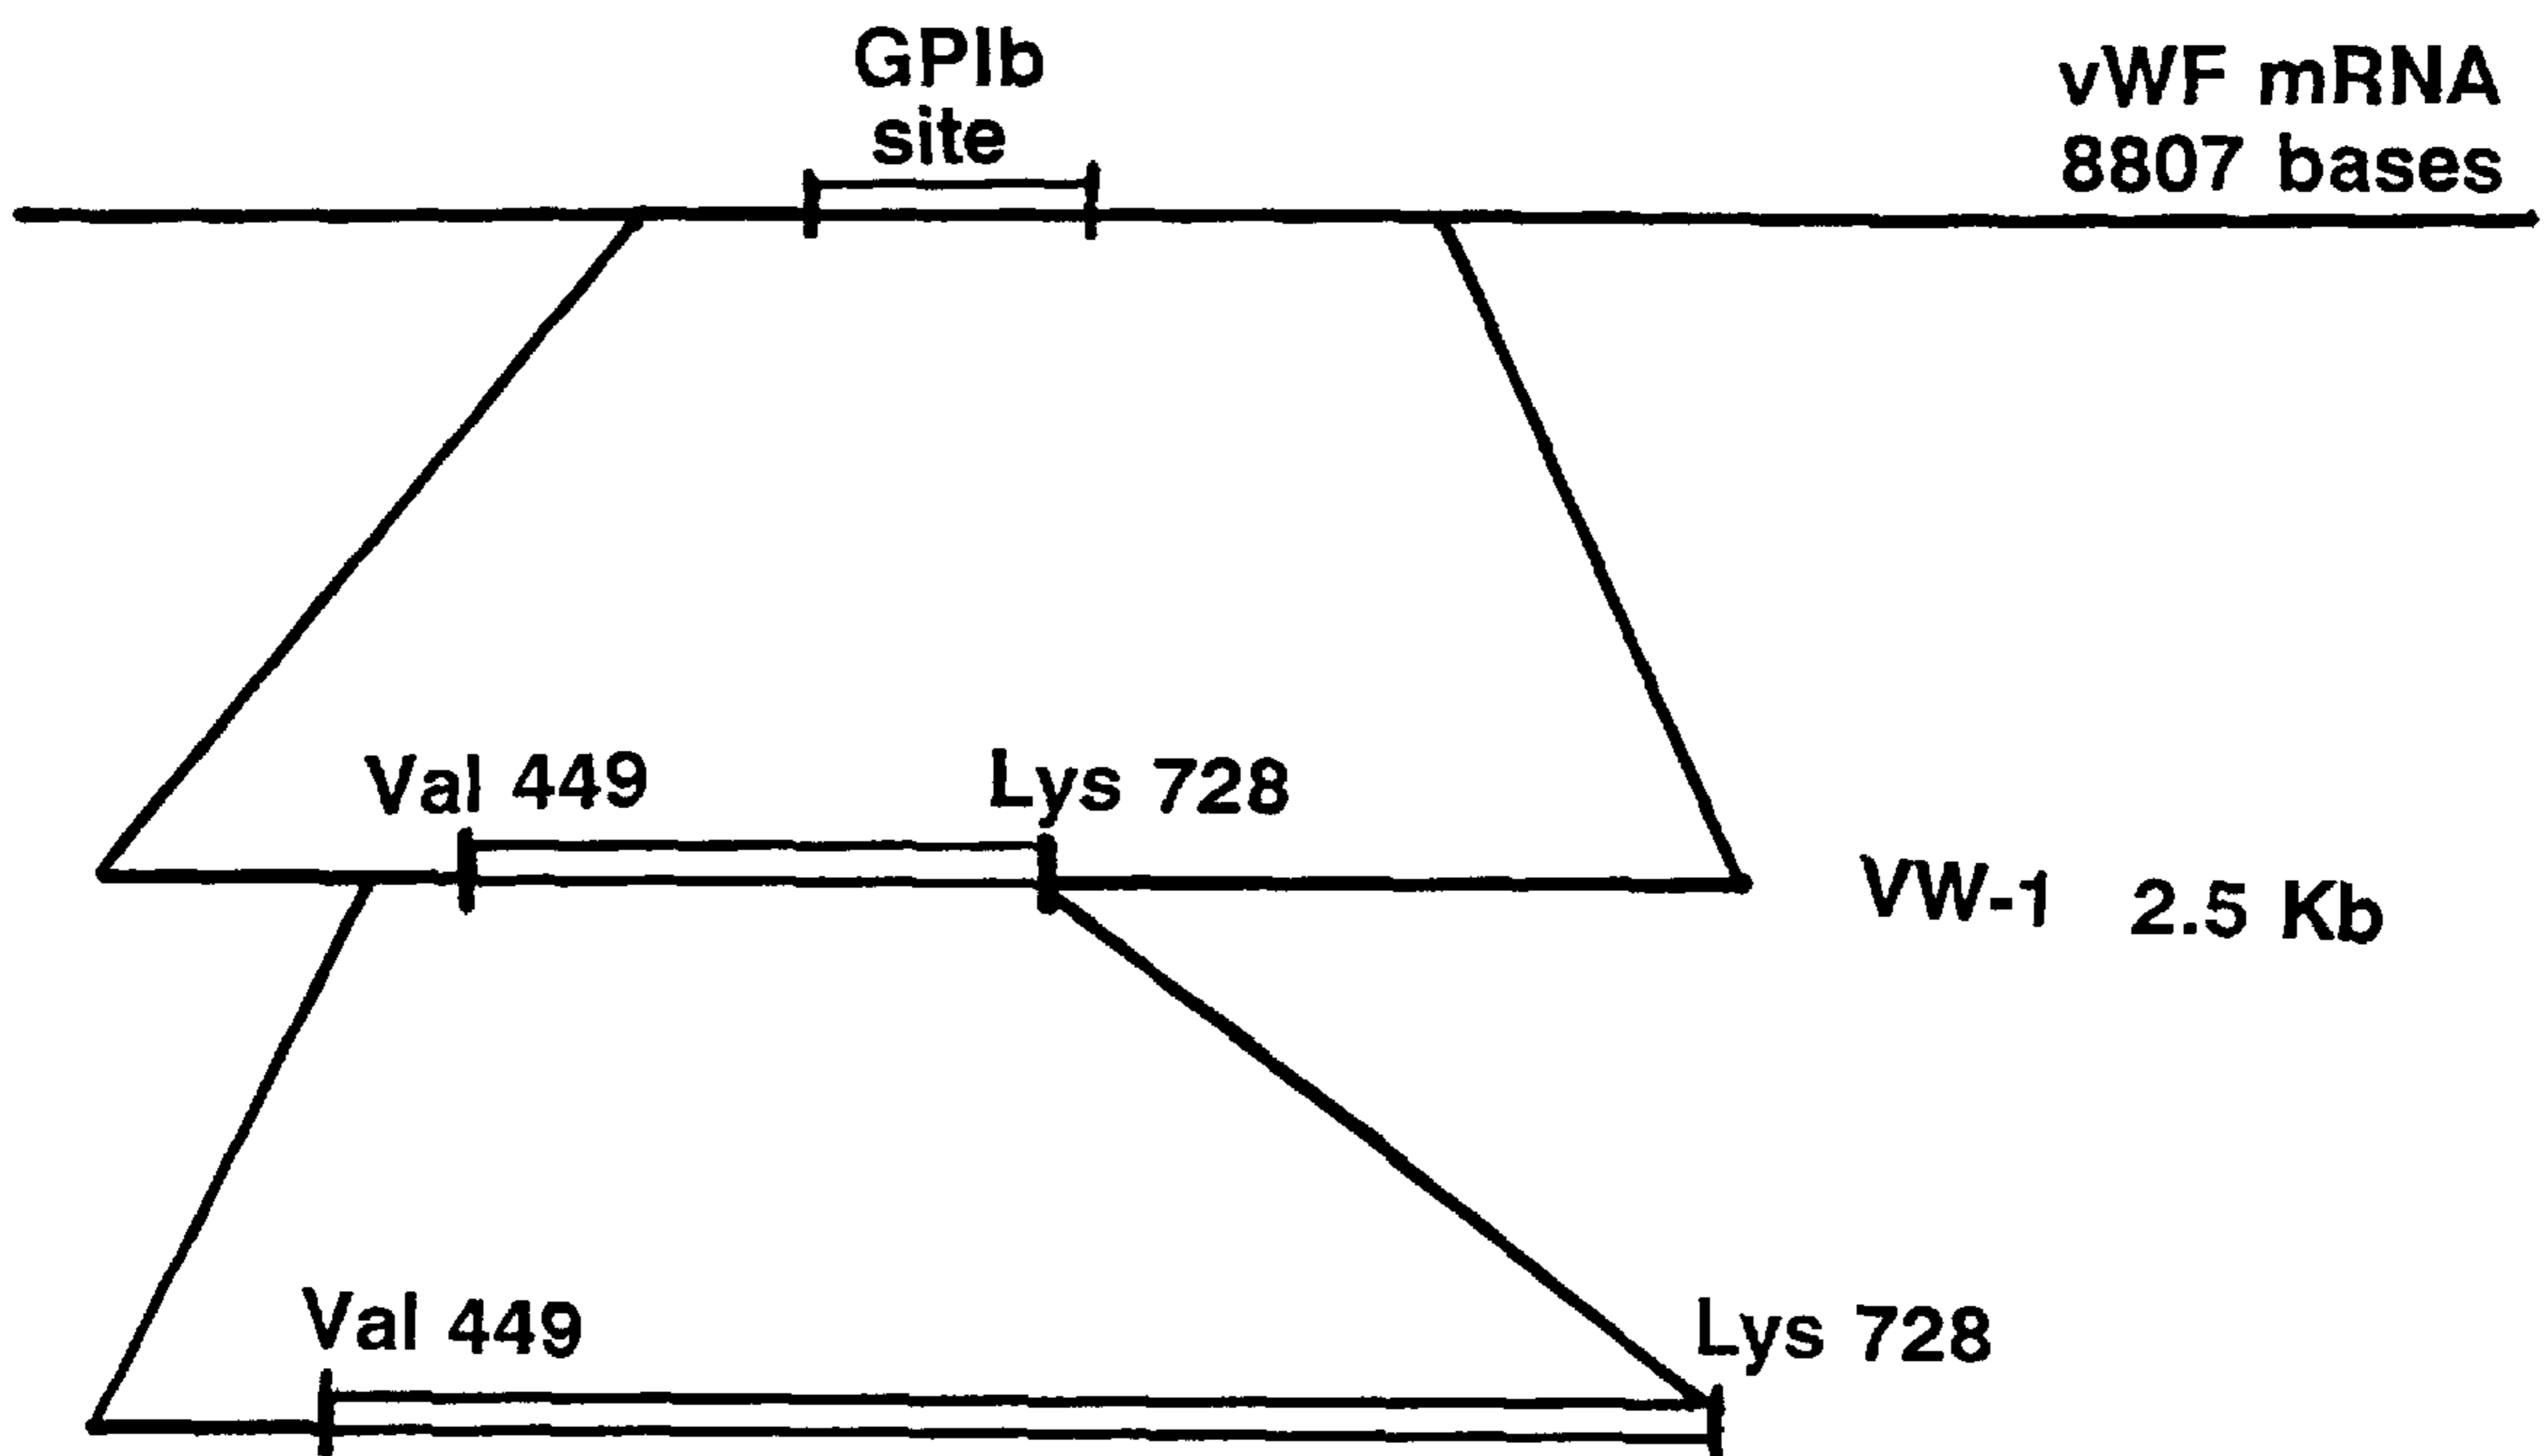 GPIb
site
vWF mRNA
8807 bases
Val 449
Lys 728
VW-1 2.5 Kb
Val 449
Lys 728